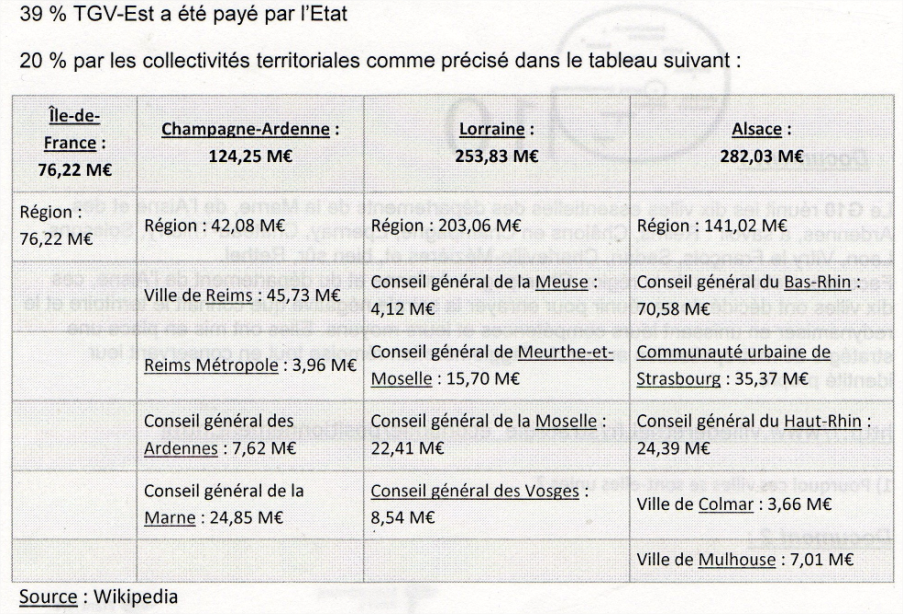 39 % TGV-Est a été payé par l'Etat
20 % par les collectivités territoriales comme précisé dans le tableau suivant :
Île-de-
France :
76,22 M€
Champagne-Ardenne :
124,25 M€
Lorraine :
253,83 M€
Alsace :
282,03 M€
Région :
76,22 M€
Région : 42,08 M€
Région : 203,06 M€
Région : 141,02 M€
Ville de Reims : 45,73 M€
Conseil général de la Meuse :
4,12 M€
Conseil général du Bas-Rhin :
70,58 M€
Reims Métropole : 3,96 M€
Conseil général de Meurthe-et-
Moselle : 15,70 M€
Communauté urbaine de
Strasbourg : 35,37 M€
Conseil général des
Ardennes : 7,62 M€
Conseil général de la Moselle :
22,41 M€
Conseil général du Haut-Rhin :
24,39 M€
Conseil général de la
Marne : 24,85 M€
Conseil général des Vosges :
8,54 M€
Ville de Colmar : 3,66 M€
Ville de Mulhouse : 7,01 M€
Source : Wikipedia